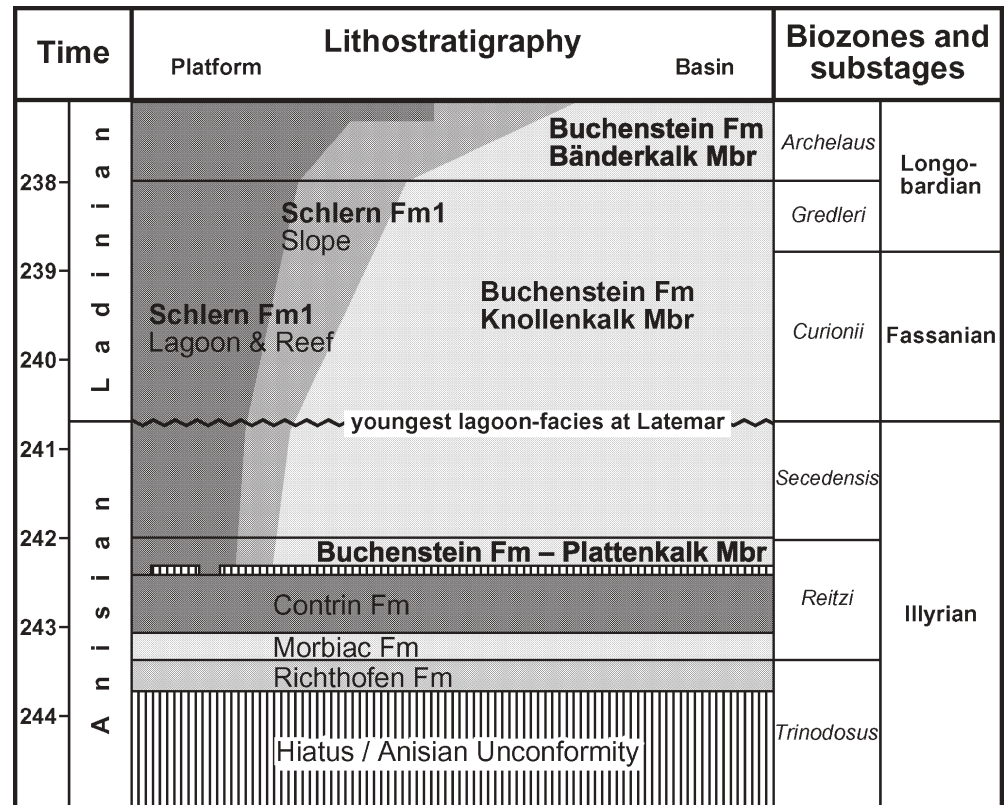 Time
Lithostratigraphy
Platform
Basin
Biozones and
substages
Ladinian
Anisian
238
239
240
241
242
243
244
Buchenstein Fm
Bänderkalk Mbr
Schlern Fm1
Slope
Buchenstein Fm
Knollenkalk Mbr
Schlern Fm1
Lagoon & Reef
youngest lagoon-facies at Latemar
Buchenstein Fm – Plattenkalk Mbr
Contrin Fm
Morbiac Fm
Richthofen Fm
Hiatus / Anisian Unconformity
Archelaus
Gredleri
Curionii
Secedensis
Reitzi
Trinodosus
Longo-
bardian
Fassanian
Illyrian